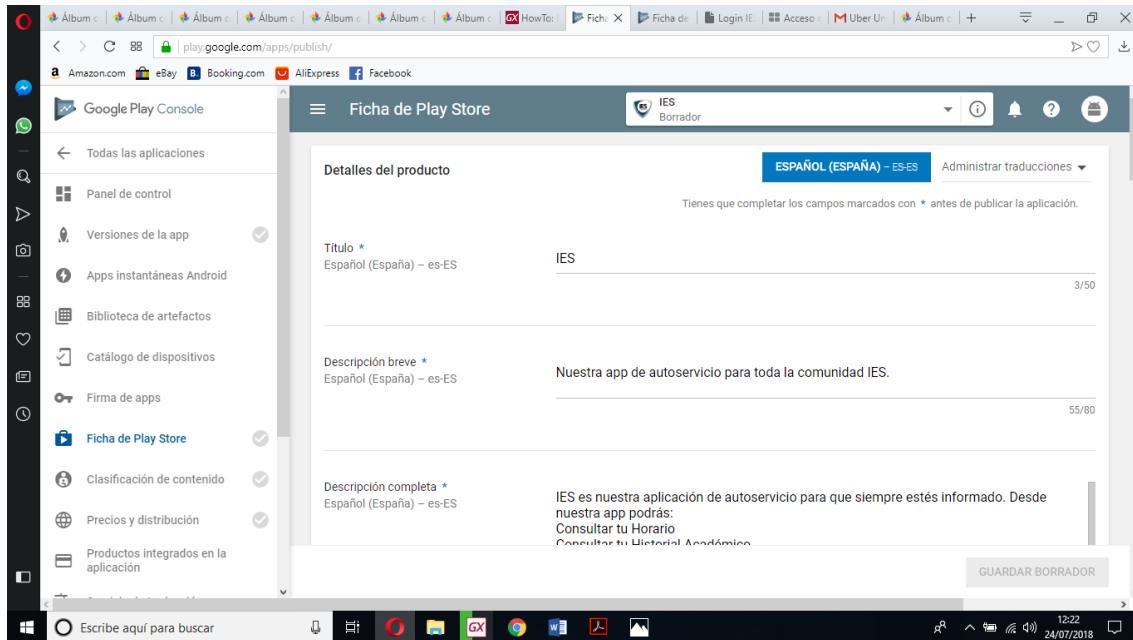 Álbum c
Álbum c
Álbum c
Álbum c
Álbum c
Álbum c
Álbum c
GX HowTo:
Fich
Ficha de
Login IE
Acceso
Uber Un
Álbum c
play.google.com/apps/publish/
Amazon.com
eBay
B. Booking.com
AliExpress
Facebook
Google Play Console
Ficha de Play Store
IES
Borrador
Todas las aplicaciones
Panel de control
Versiones de la app
Apps instantáneas Android
Biblioteca de artefactos
Catálogo de dispositivos
Firma de apps
Ficha de Play Store
Clasificación de contenido
Precios y distribución
Productos integrados en la
aplicación
Detalles del producto
ESPAÑOL (ESPAÑA) – ES-ES
Administrar traducciones
Tienes que completar los campos marcados con * antes de publicar la aplicación.
Título *
Español (España) – es-ES
IES
3/50
Descripción breve *
Español (España) – es-ES
Nuestra app de autoservicio para toda la comunidad IES.
55/80
Descripción completa *
Español (España) – es-ES
IES es nuestra aplicación de autoservicio para que siempre estés informado. Desde
nuestra app podrás:
Consultar tu Horario
Consultar tu Historial Académico
GUARDAR BORRADOR
Escribe aquí para buscar
GX
12:22
24/07/2018